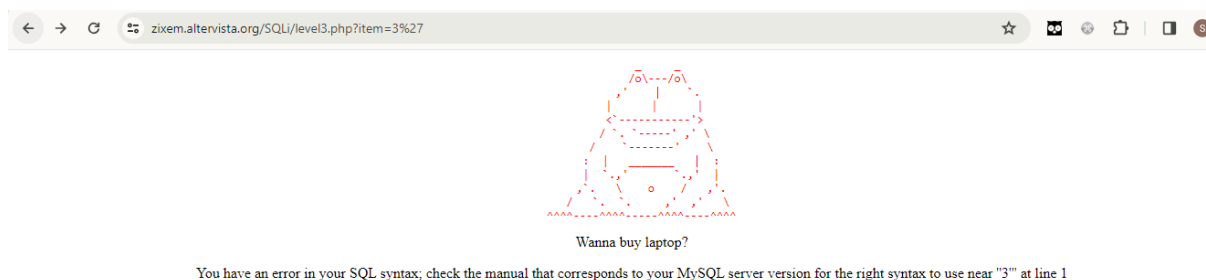 zixem.altervista.org/SQLi/level3.php?item=3%27
S
Wanna buy laptop?
You have an error in your SQL syntax; check the manual that corresponds to your MySQL server version for the right syntax to use near "3'" at line 1